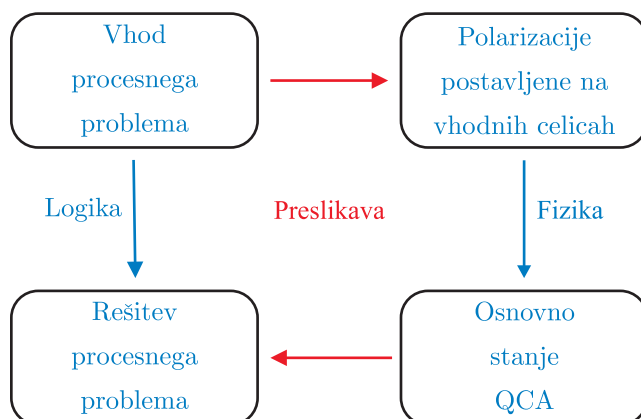 Vhod
procesnega
problema
Polarizacije
postavljene na
vhodnih celicah
Logika
Preslikava
Fizika
Rešitev
procesnega
problema
Osnovno
stanje
QCA